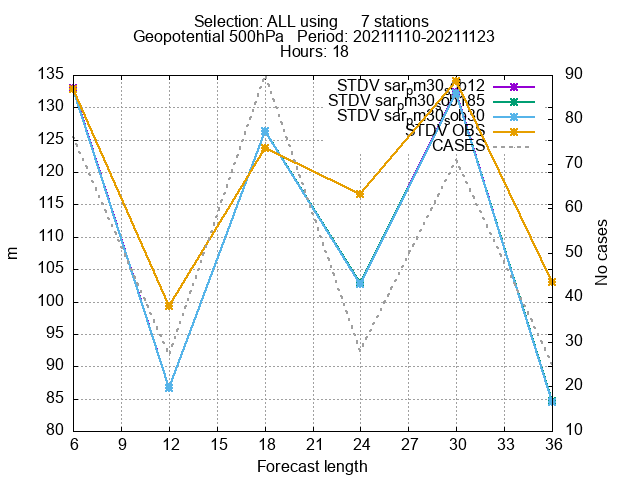 Selection: ALL using 7 stations
Geopotential 500hPa Period: 20211110-20211123
Hours: 18
135
130
125
120
115
110
105
100
95
90
85
80
m
90
80
70
60
50
40
30
20
10
No cases
STDV OBS
CASES
6 9 12 15 18 21 24 27 30 33 36
Forecast length